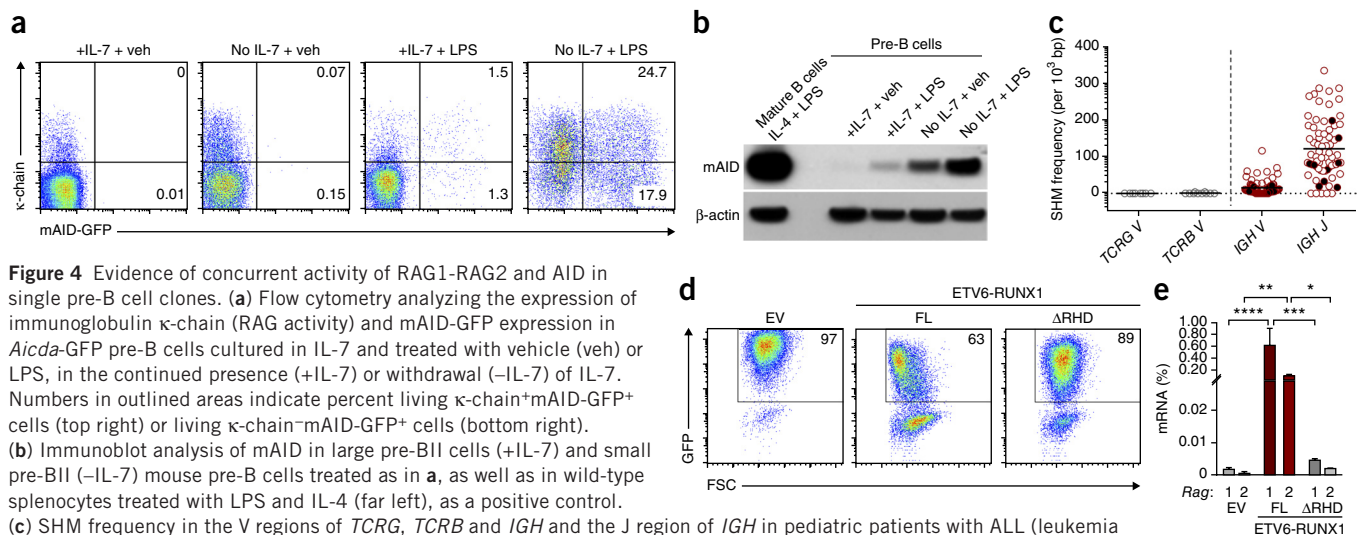 a
+IL-7 + veh
No IL-7 + veh
+IL-7 + LPS
No IL-7 + LPS
κ-chain
0
0.01
0.07
0.15
1.5
1.3
24.7
17.9
mAID-GFP
b
Pre-B cells
Mature B cells
IL-4 + LPS
+IL-7 + veh
+IL-7 + LPS
No IL-7 + veh
No IL-7 + LPS
mAID
β-actin
c
SHM frequency (per 10³ bp)
400
300
200
100
0
TCRG V
TCRB V
IGH V
IGH J
Figure 4 Evidence of concurrent activity of RAG1-RAG2 and AID in
single pre-B cell clones. (a) Flow cytometry analyzing the expression of
immunoglobulin κ-chain (RAG activity) and mAID-GFP expression in
Aicda-GFP pre-B cells cultured in IL-7 and treated with vehicle (veh) or
LPS, in the continued presence (+IL-7) or withdrawal (–IL-7) of IL-7.
Numbers in outlined areas indicate percent living κ-chain⁺mAID-GFP⁺
cells (top right) or living κ-chain⁻mAID-GFP⁺ cells (bottom right).
(b) Immunoblot analysis of mAID in large pre-BII cells (+IL-7) and small
pre-BII (–IL-7) mouse pre-B cells treated as in a, as well as in wild-type
splenocytes treated with LPS and IL-4 (far left), as a positive control.
(c) SHM frequency in the V regions of TCRG, TCRB and IGH and the J region of IGH in pediatric patients with ALL (leukemia
d
ETV6-RUNX1
EV
FL
ΔRHD
97
63
89
GFP
FSC
e
** *
**** ***
mRNA (%)
1.00
0.80
0.60
0.40
0.20
0.02
0.01
0
Rag: 1 2 1 2 1 2
EV FL ΔRHD
ETV6-RUNX1